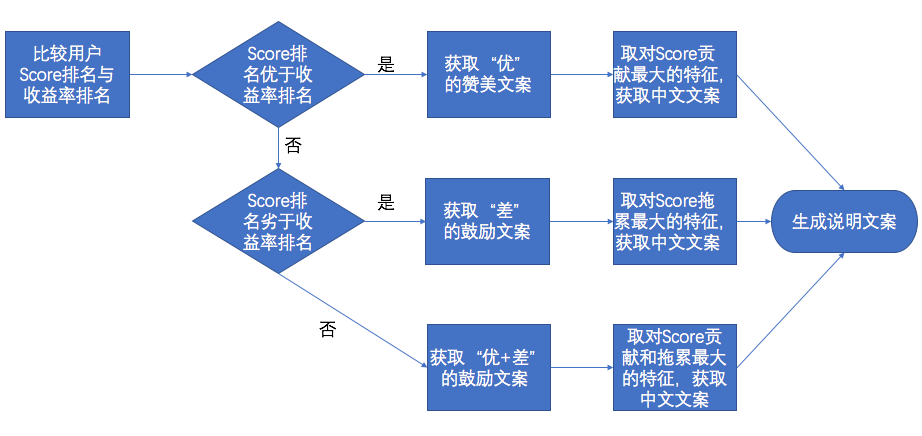 比较用户
Score排名与
收益率排名
Score排
名优于收
益率排名
是
获取 “优”
的赞美文案
取对Score贡
献最大的特征，
获取中文文案
否
Score排
名劣于收
益率排名
是
获取 “差”
的鼓励文案
取对Score拖
累最大的特征，
获取中文文案
生成说明文案
否
获取 “优+差”
的鼓励文案
取对Score贡
献和拖累最大
的特征，获取
中文文案